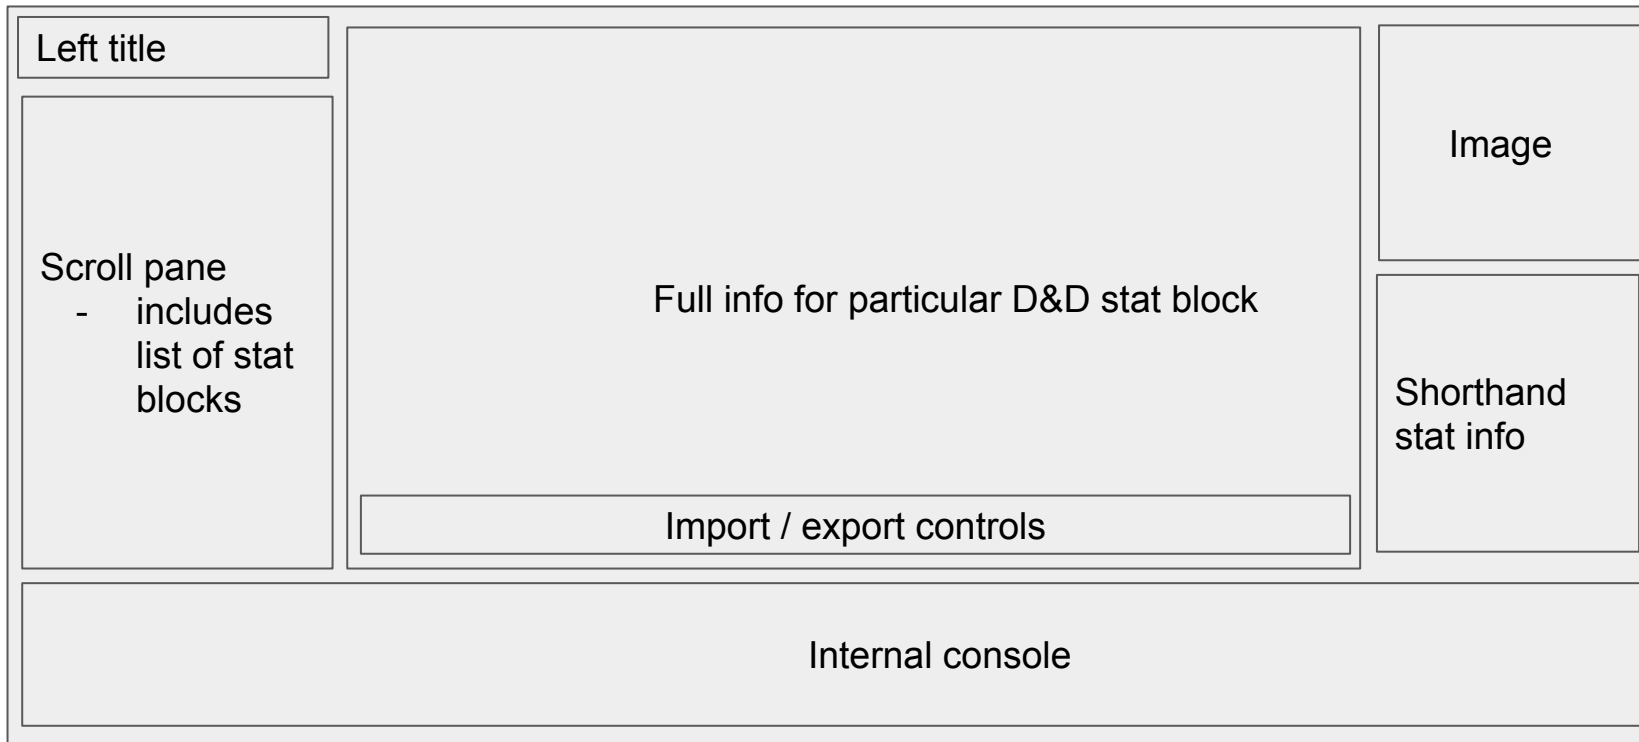 Left title
Scroll pane
- includes
list of stat
blocks
Full info for particular D&D stat block
Import / export controls
Image
Shorthand
stat info
Internal console